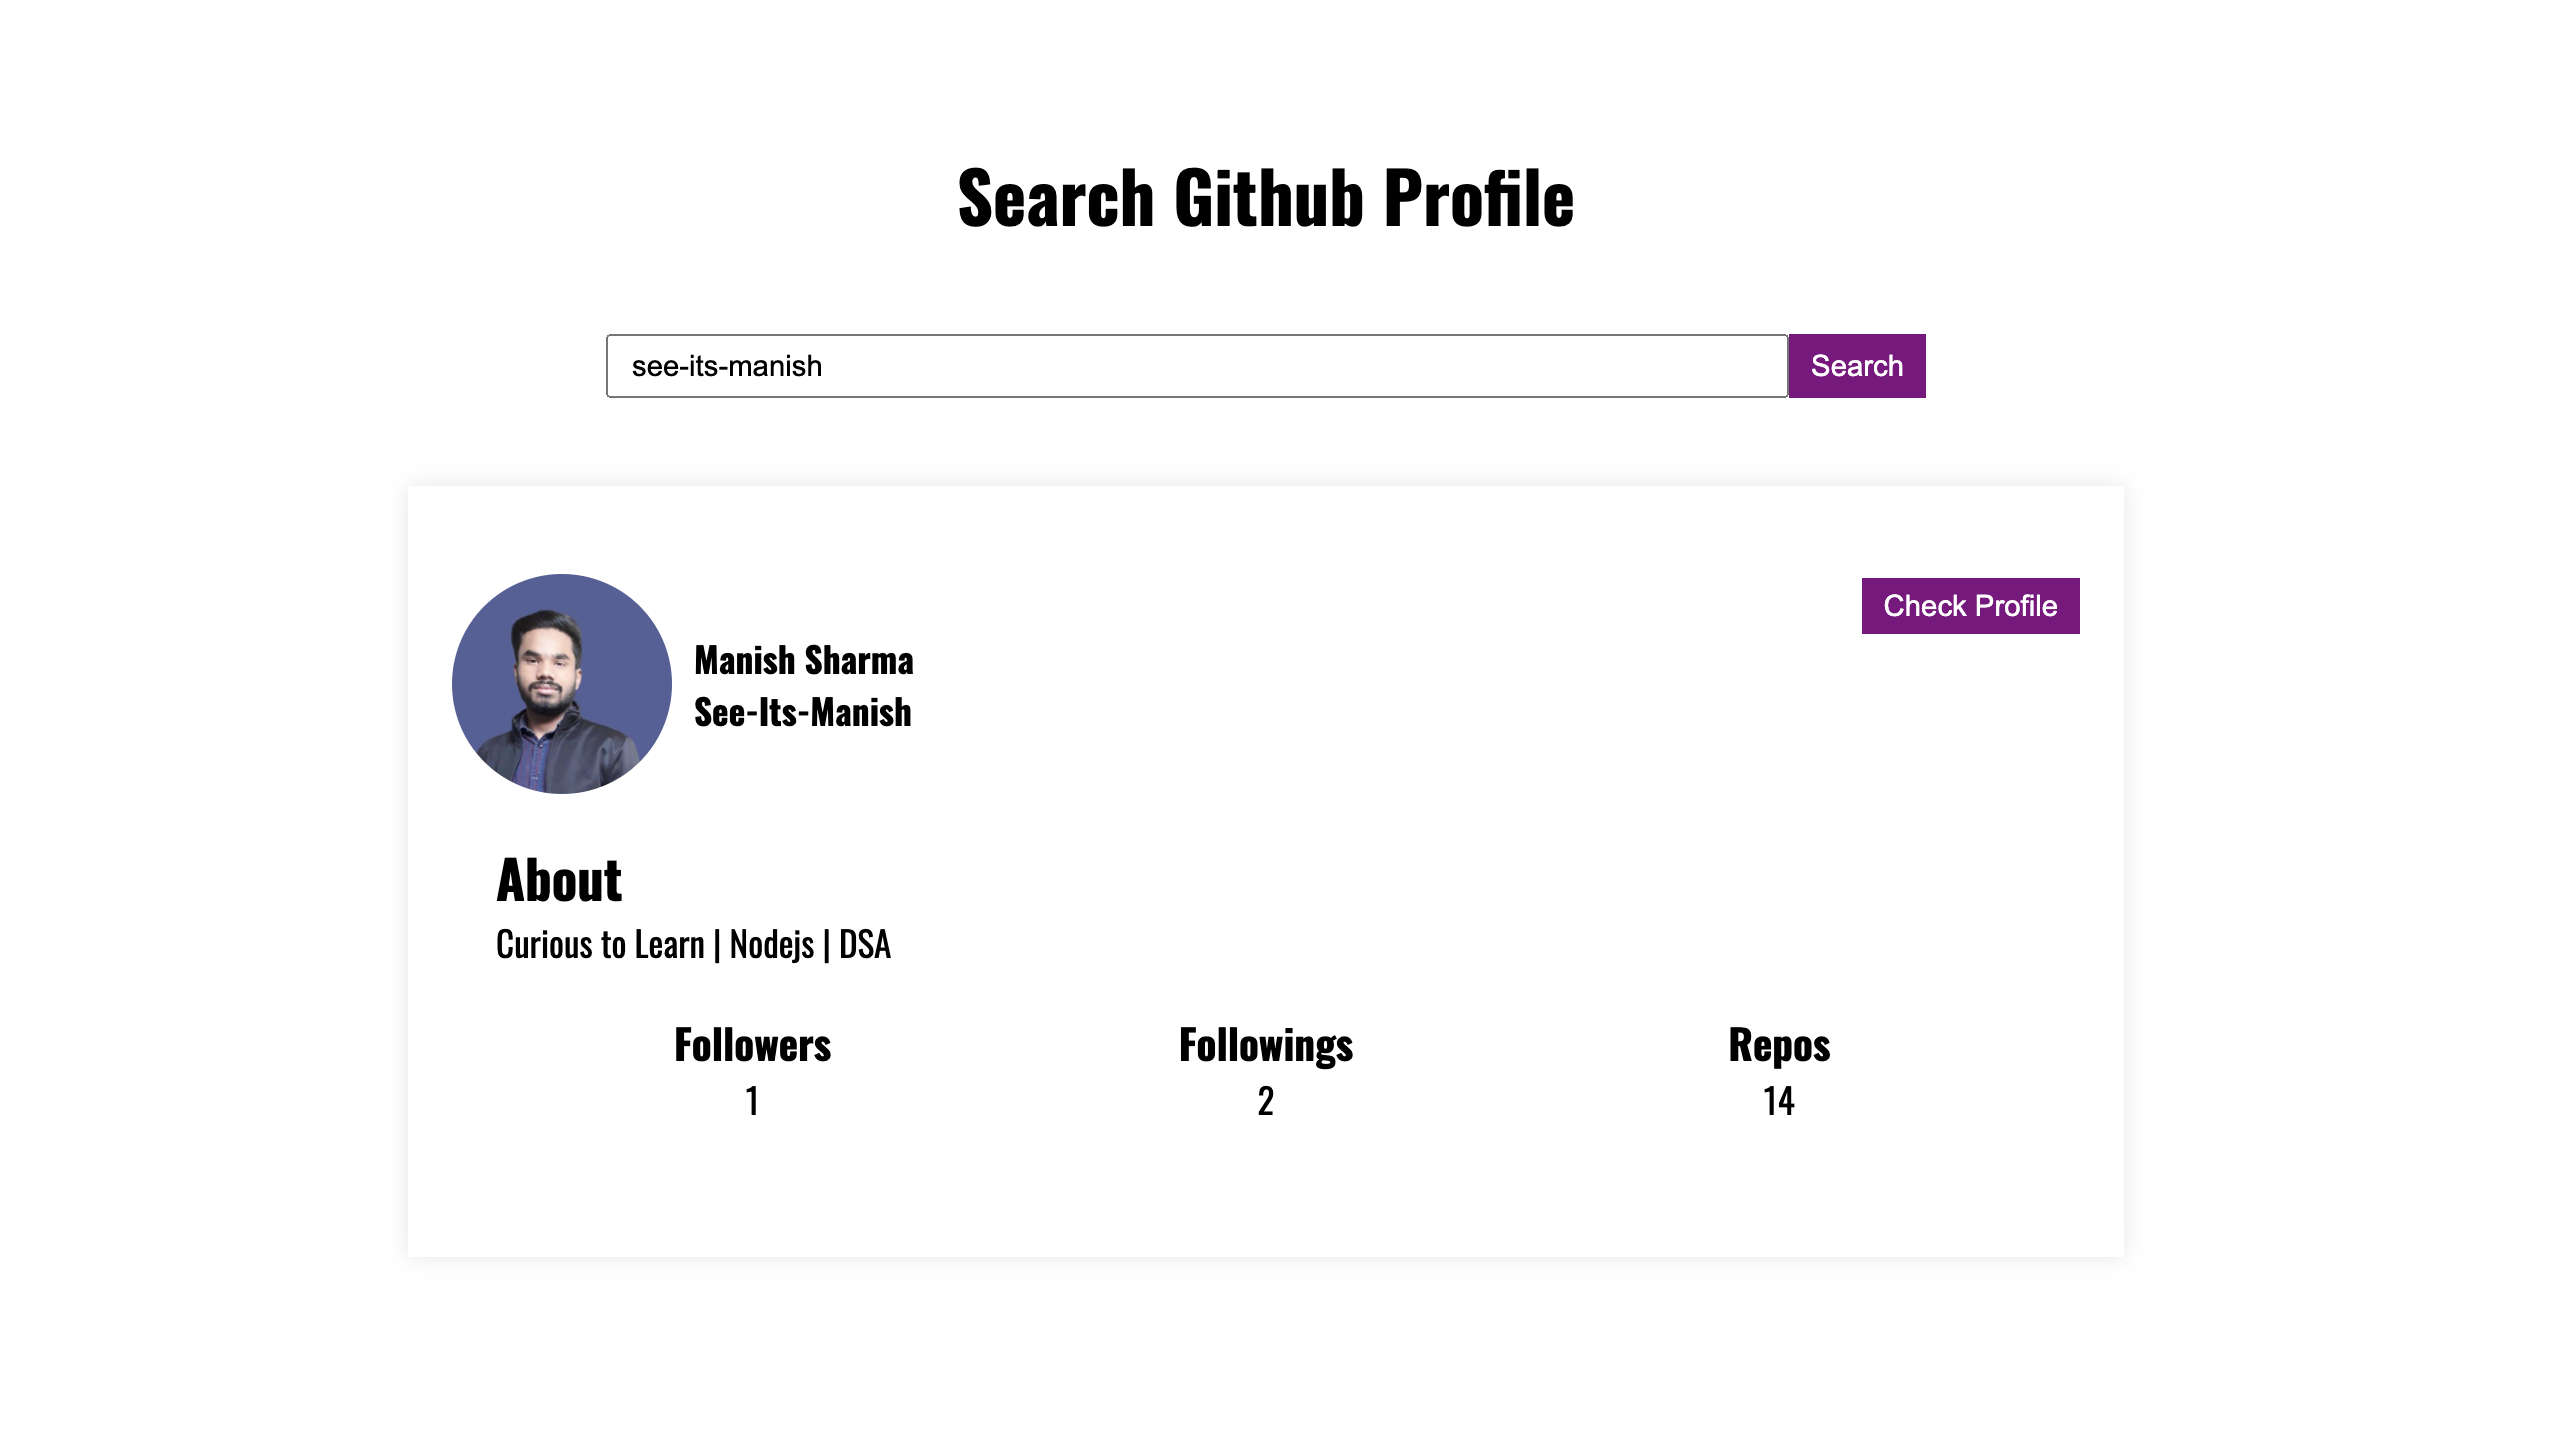 Search Github Profile
see-its-manish
Search
Check Profile
Manish Sharma
See-Its-Manish
About
Curious to Learn | Nodejs | DSA
Followers
Followings
Repos
1
2
14